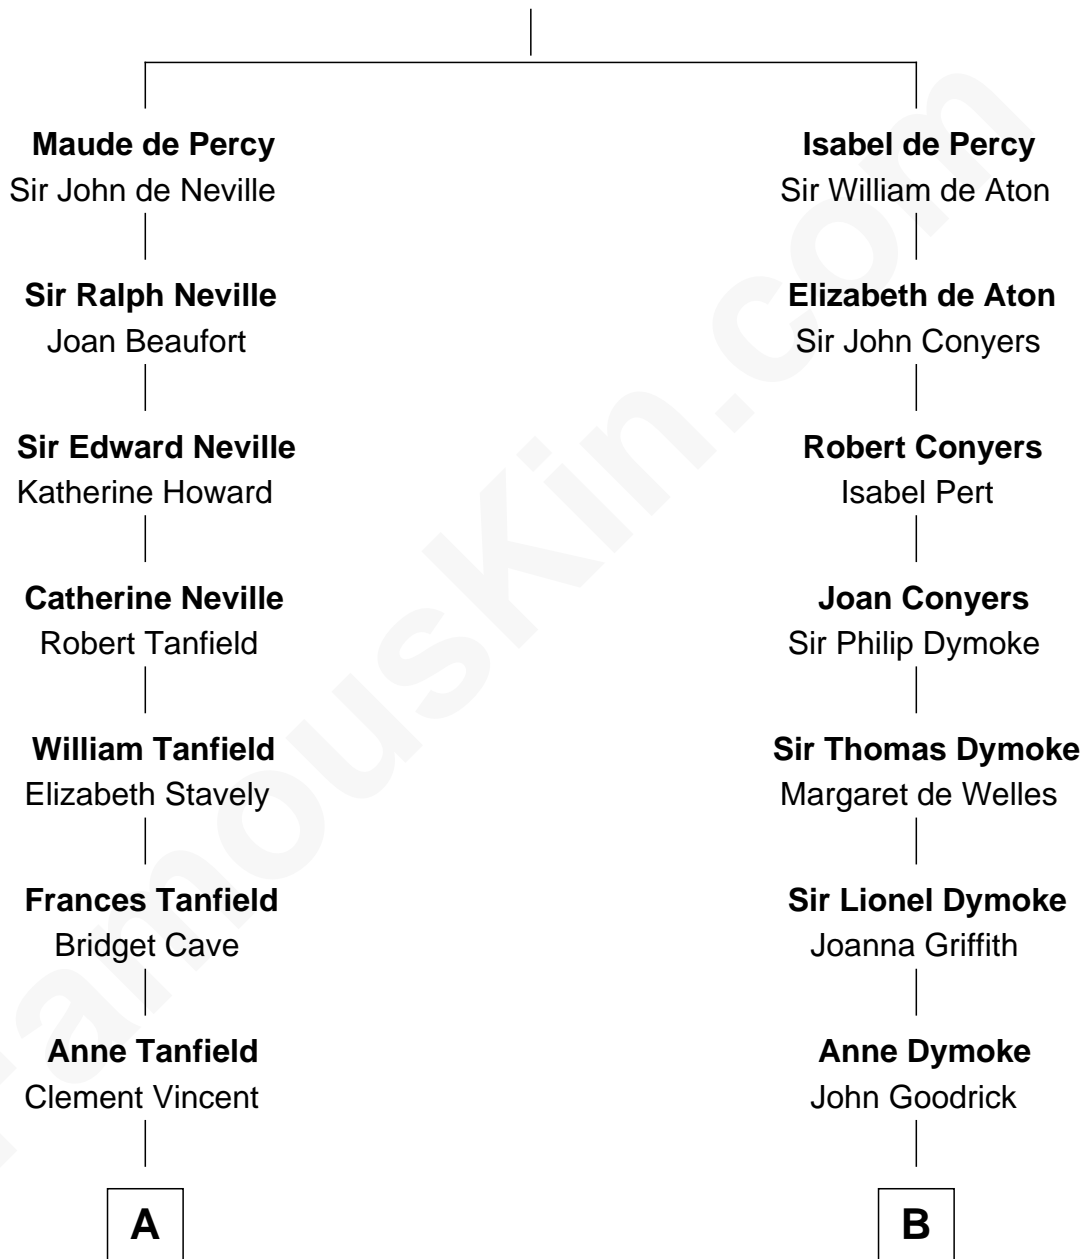 Maude de Percy
Sir John de Neville
Sir Ralph Neville
Joan Beaufort
Sir Edward Neville
Katherine Howard
Catherine Neville
Robert Tanfield
William Tanfield
Elizabeth Stavely
Frances Tanfield
Bridget Cave
Anne Tanfield
Clement Vincent
A
Isabel de Percy
Sir William de Aton
Elizabeth de Aton
Sir John Conyers
Robert Conyers
Isabel Pert
Joan Conyers
Sir Philip Dymoke
Sir Thomas Dymoke
Margaret de Welles
Sir Lionel Dymoke
Joanna Griffith
Anne Dymoke
John Goodrick
B
FamousKin.com